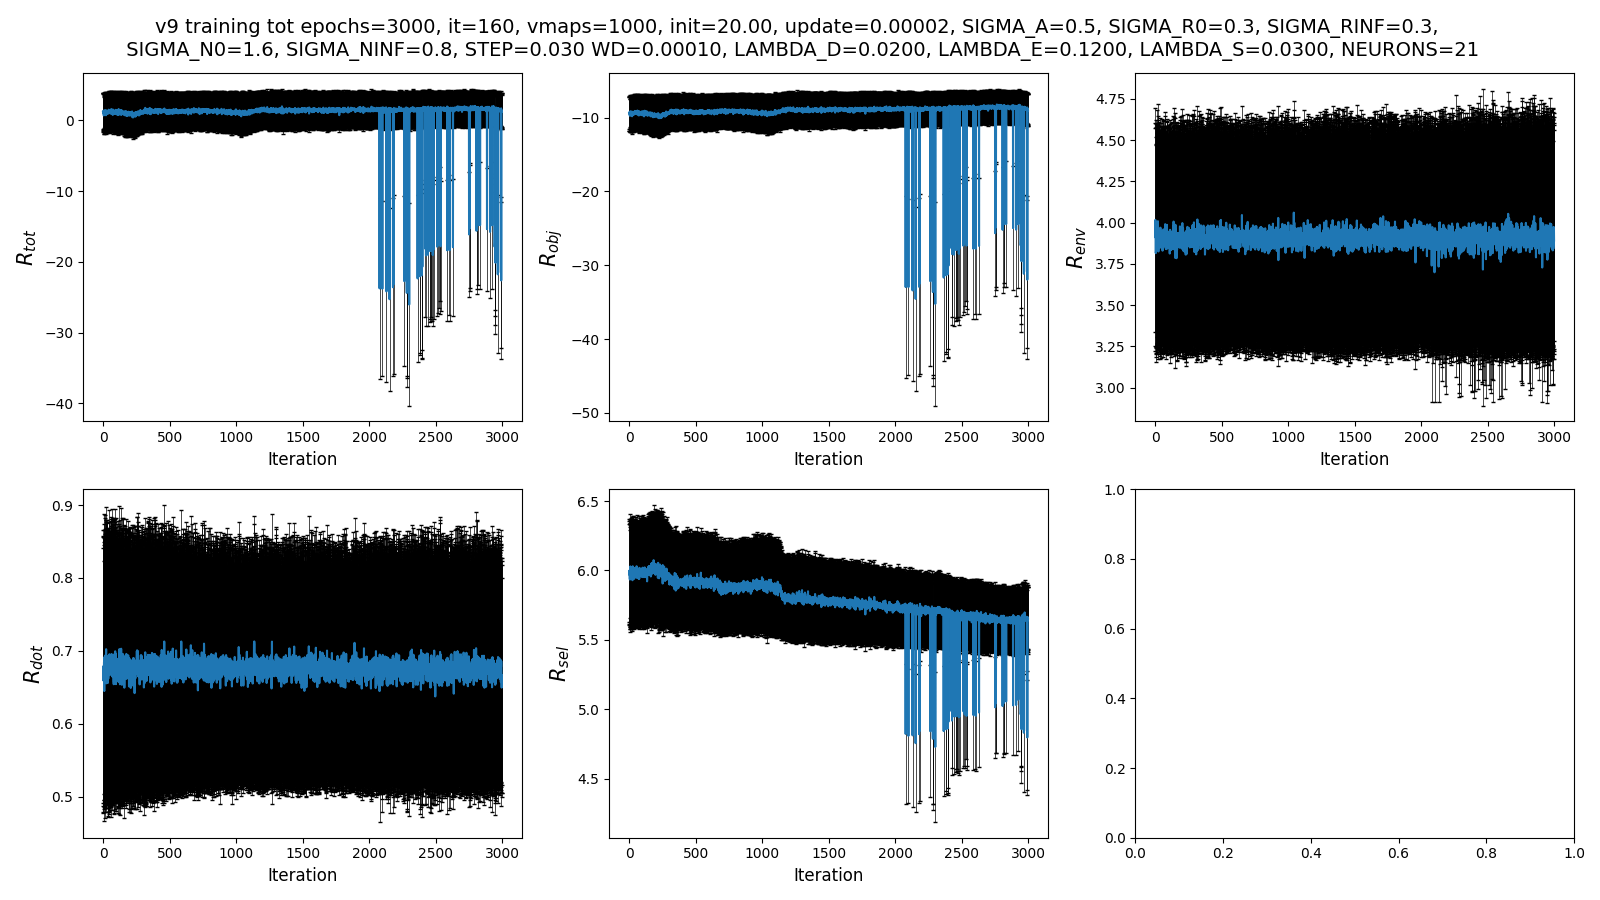 v9 training tot epochs=3000, it=160, vmaps=1000, init=20.00, update=0.00002, SIGMA_A=0.5, SIGMA_R0=0.3, SIGMA_RINF=0.3,
SIGMA_N0=1.6, SIGMA_NINF=0.8, STEP=0.030 WD=0.00010, LAMBDA_D=0.0200, LAMBDA_E=0.1200, LAMBDA_S=0.0300, NEURONS=21
R_tot
0
−10
−20
−30
−40
0 500 1000 1500 2000 2500 3000
Iteration
R_obj
−10
−20
−30
−40
−50
0 500 1000 1500 2000 2500 3000
Iteration
R_env
4.75
4.50
4.25
4.00
3.75
3.50
3.25
3.00
0 500 1000 1500 2000 2500 3000
Iteration
R_dot
0.9
0.8
0.7
0.6
0.5
0 500 1000 1500 2000 2500 3000
Iteration
R_sel
6.5
6.0
5.5
5.0
4.5
0 500 1000 1500 2000 2500 3000
Iteration
1.0
0.8
0.6
0.4
0.2
0.0
0.0 0.2 0.4 0.6 0.8 1.0